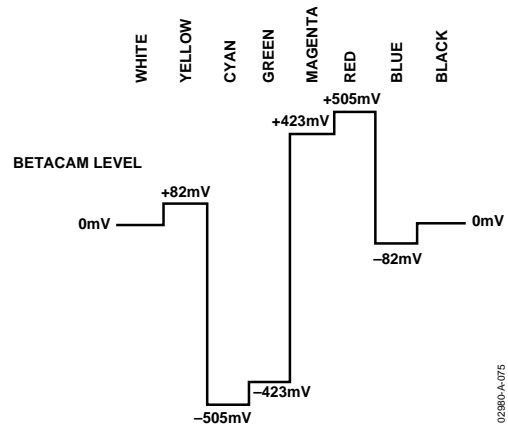 WHITE
YELLOW
CYAN
GREEN
MAGENTA
RED
BLUE
BLACK
+505mV
+423mV
BETACAM LEVEL
+82mV
0mV
0mV
–82mV
–423mV
–505mV
02980-A-075